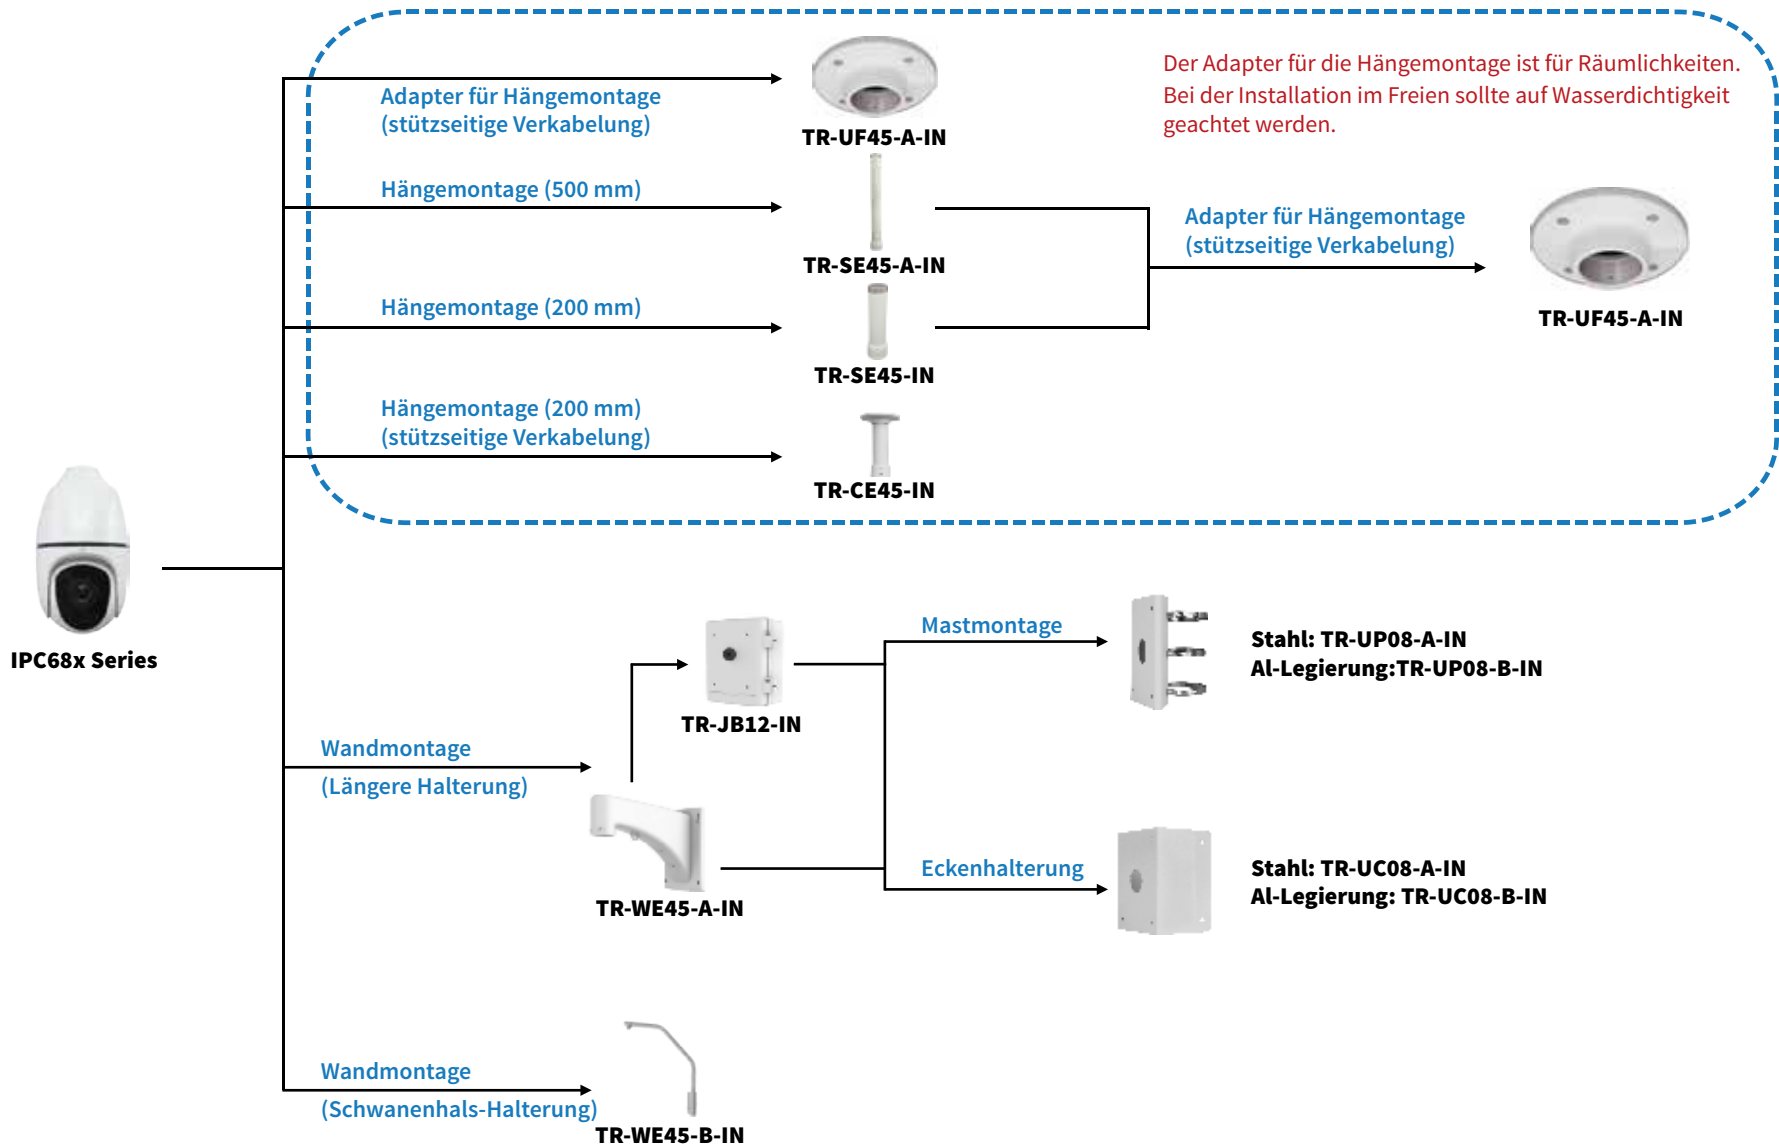 Der Adapter für die Hängemontage ist für Räumlichkeiten.
Bei der Installation im Freien sollte auf Wasserdichtigkeit
geachtet werden.
Adapter für Hängemontage
(stützseitige Verkabelung)
TR-UF45-A-IN
Hängemontage (500 mm)
TR-SE45-A-IN
Adapter für Hängemontage
(stützseitige Verkabelung)
TR-UF45-A-IN
Hängemontage (200 mm)
TR-SE45-IN
Hängemontage (200 mm)
(stützseitige Verkabelung)
TR-CE45-IN
IPC68x Series
Mastmontage
Stahl: TR-UP08-A-IN
Al-Legierung:TR-UP08-B-IN
TR-JB12-IN
Wandmontage
(Längere Halterung)
TR-WE45-A-IN
Eckenhalterung
Stahl: TR-UC08-A-IN
Al-Legierung: TR-UC08-B-IN
Wandmontage
(Schwanenhals-Halterung)
TR-WE45-B-IN